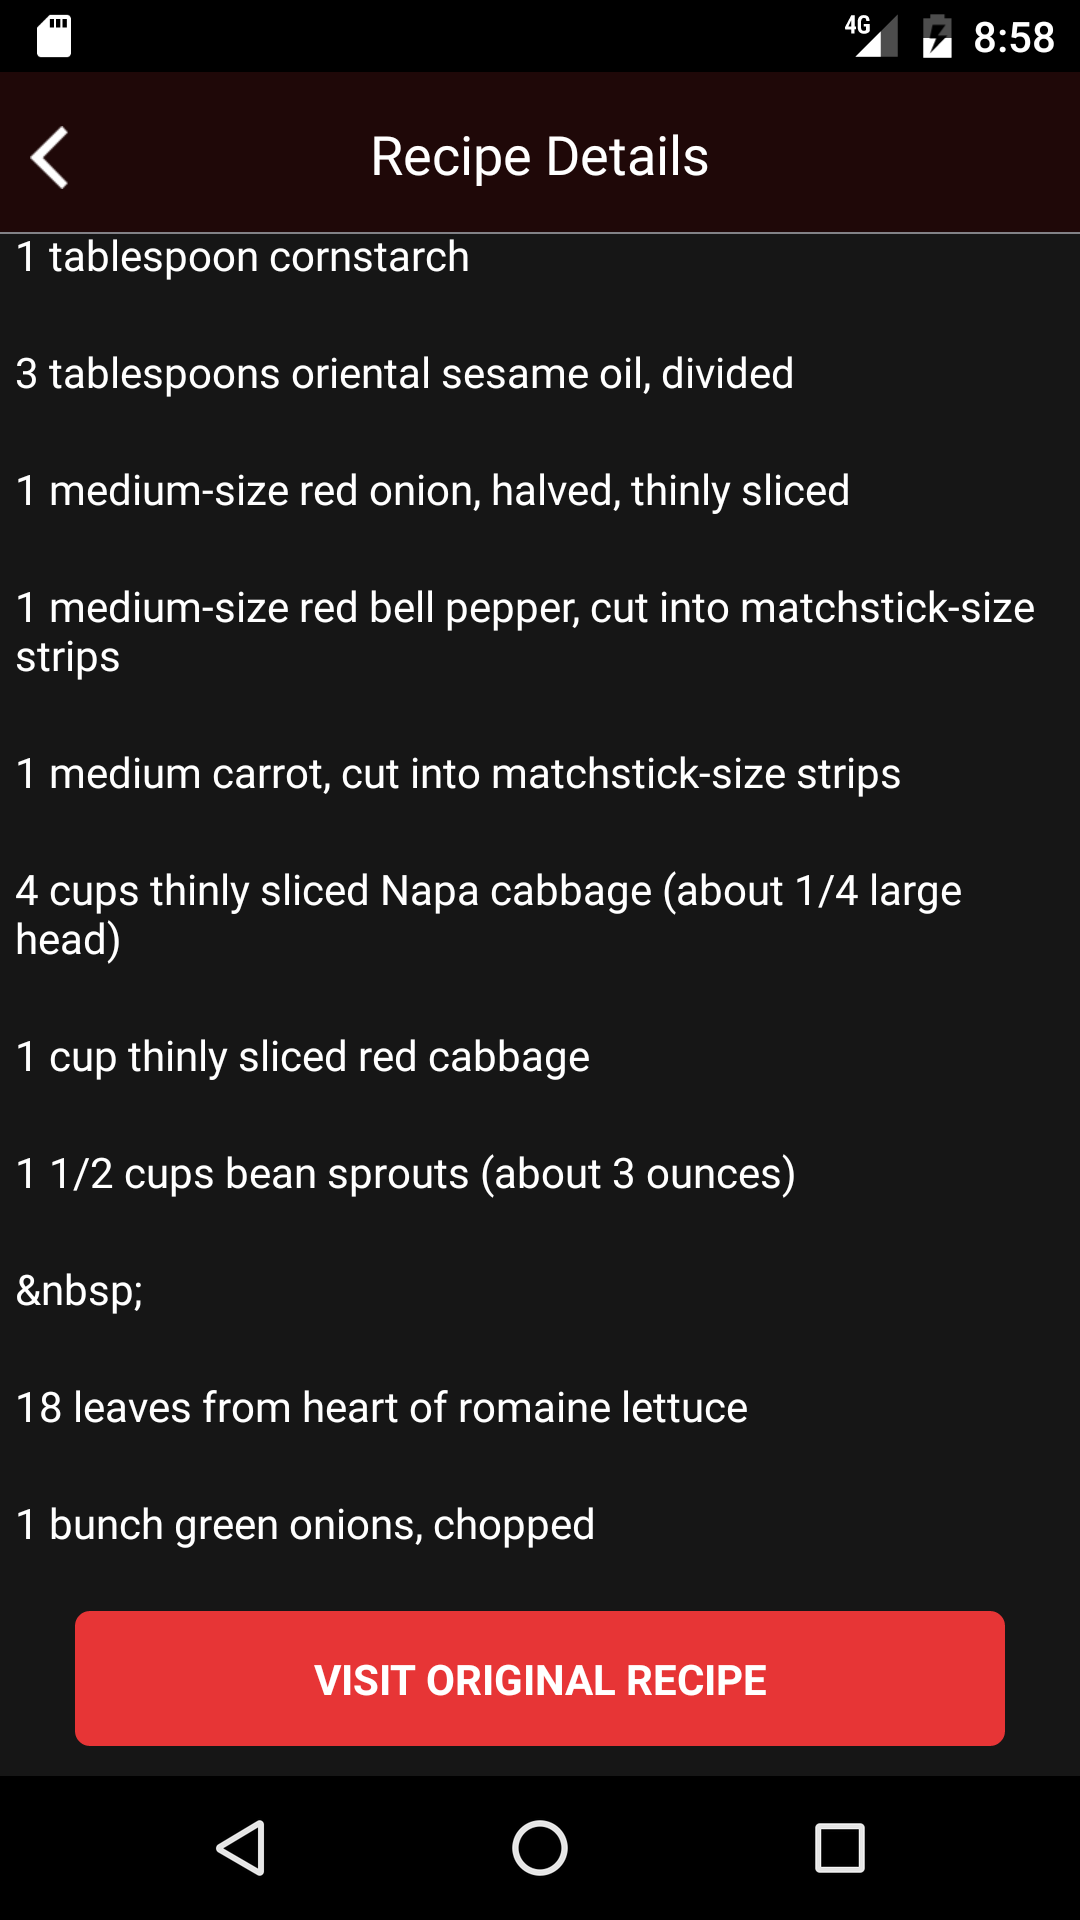 4G 8:58
Recipe Details
1 tablespoon cornstarch
3 tablespoons oriental sesame oil, divided
1 medium-size red onion, halved, thinly sliced
1 medium-size red bell pepper, cut into matchstick-size
strips
1 medium carrot, cut into matchstick-size strips
4 cups thinly sliced Napa cabbage (about 1/4 large
head)
1 cup thinly sliced red cabbage
1 1/2 cups bean sprouts (about 3 ounces)
&nbsp;
18 leaves from heart of romaine lettuce
1 bunch green onions, chopped
VISIT ORIGINAL RECIPE